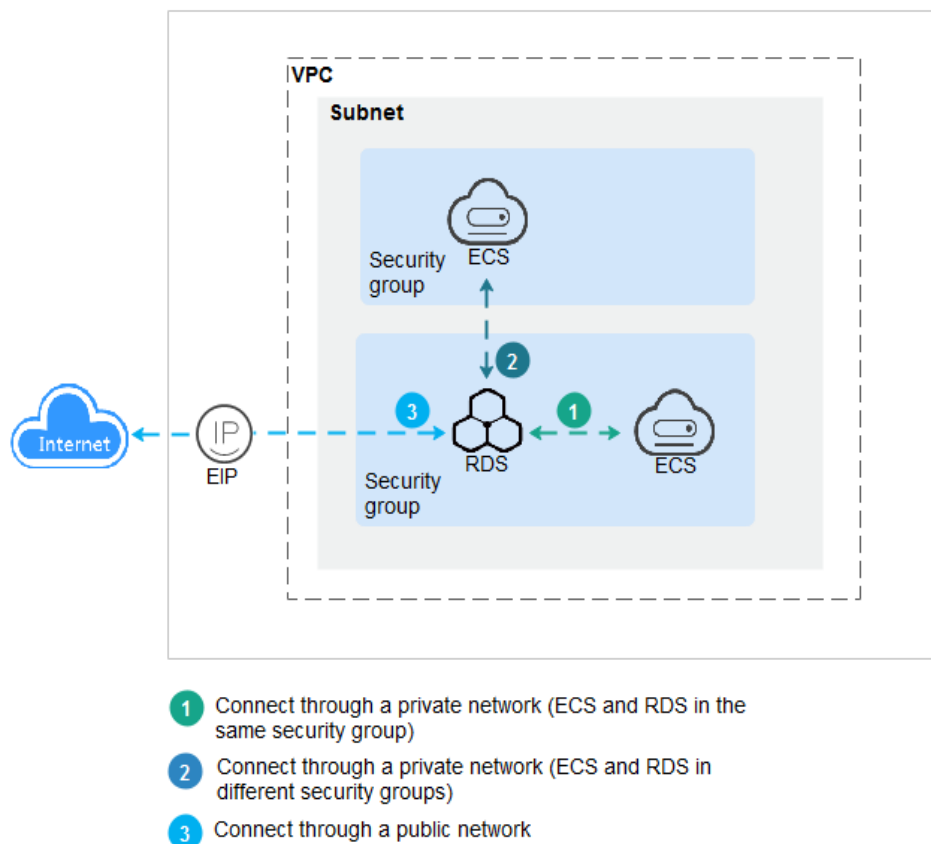 VPC
Subnet
ECS
Security
group
2
3
1
Internet
IP
EIP
RDS
ECS
Security
group
1 Connect through a private network (ECS and RDS in the
same security group)
2 Connect through a private network (ECS and RDS in
different security groups)
3 Connect through a public network